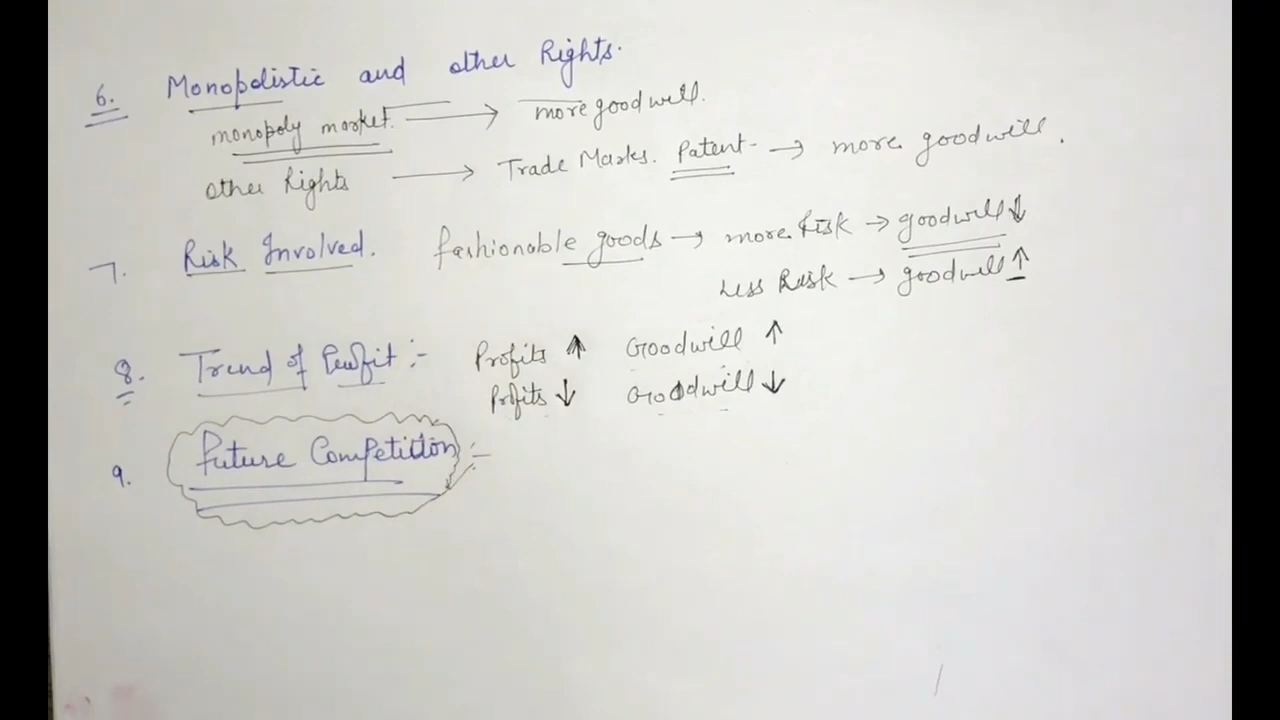 6. Monopolistic and other Rights.
monopoly market. → more goodwill.
other Rights → Trade Marks. Patent → more goodwill.
7. Risk Involved. fashionable goods → more Risk → goodwill ↓
Less Risk → goodwill ↑
8. Trend of Profit :- Profits ↑ Goodwill ↑
Profits ↓ Goodwill ↓
9. Future Competition :-